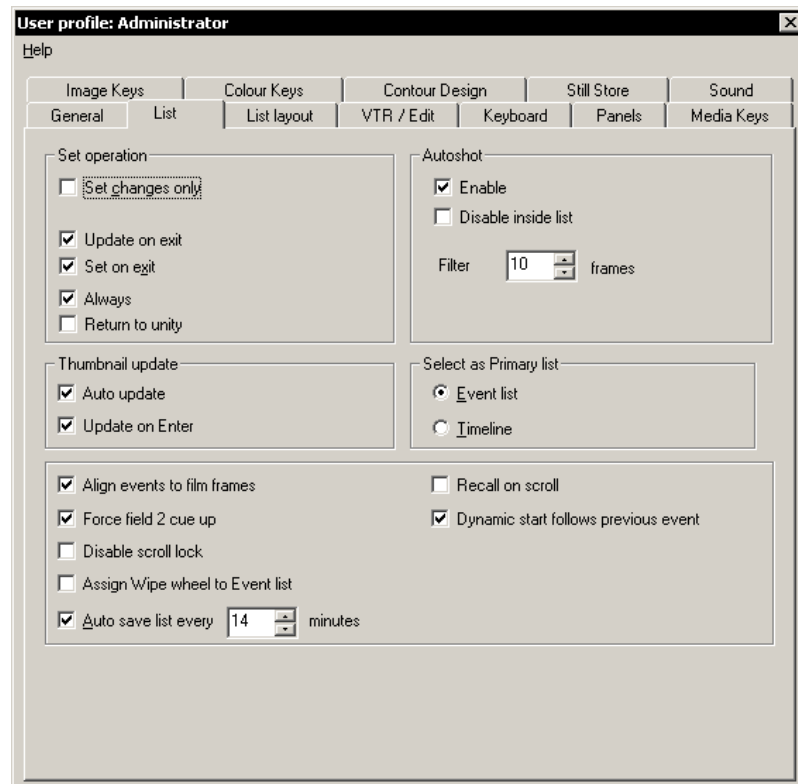 User profile: Administrator
Help
Image Keys
Colour Keys
Contour Design
Still Store
Sound
General
List
List layout
VTR / Edit
Keyboard
Panels
Media Keys
Set operation
Set changes only
Update on exit
Set on exit
Always
Return to unity
Autoshot
Enable
Disable inside list
Filter 10 frames
Thumbnail update
Auto update
Update on Enter
Select as Primary list
Event list
Timeline
Align events to film frames
Force field 2 cue up
Disable scroll lock
Assign Wipe wheel to Event list
Auto save list every 14 minutes
Recall on scroll
Dynamic start follows previous event